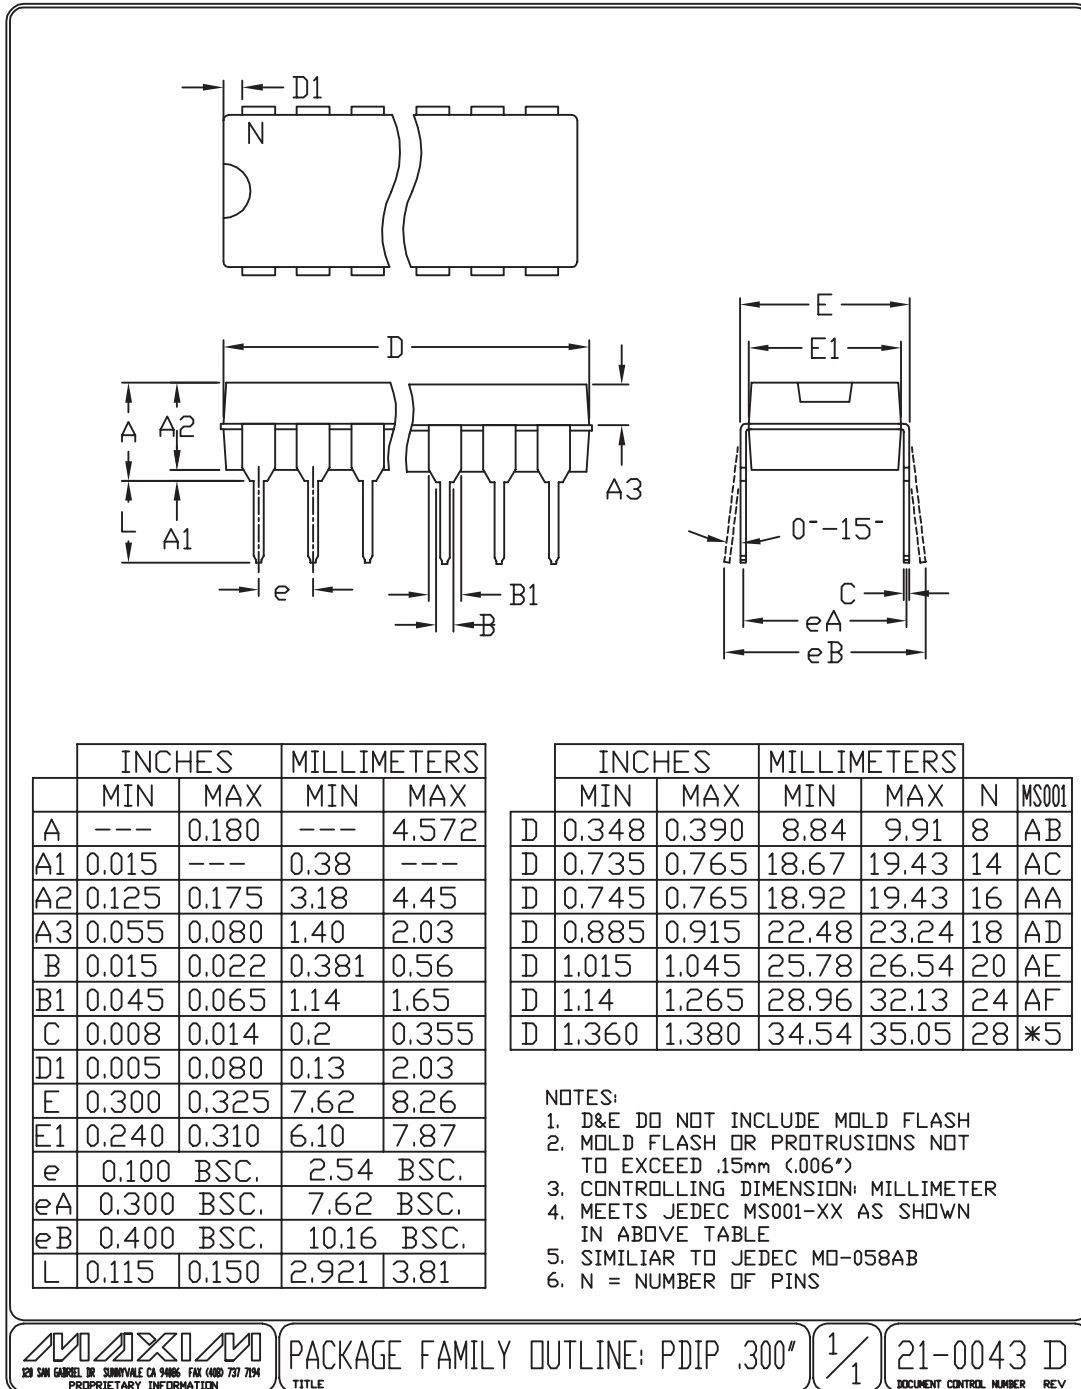 D1
N
E
D
E1
A
A2
A3
L
A1
0°-15°
e
B1
B
C
eA
eB
INCHES MILLIMETERS
MIN MAX MIN MAX
A --- 0.180 --- 4.572
A1 0.015 --- 0.38 ---
A2 0.125 0.175 3.18 4.45
A3 0.055 0.080 1.40 2.03
B 0.015 0.022 0.381 0.56
B1 0.045 0.065 1.14 1.65
C 0.008 0.014 0.2 0.355
D1 0.005 0.080 0.13 2.03
E 0.300 0.325 7.62 8.26
E1 0.240 0.310 6.10 7.87
e 0.100 BSC. 2.54 BSC.
eA 0.300 BSC. 7.62 BSC.
eB 0.400 BSC. 10.16 BSC.
L 0.115 0.150 2.921 3.81
INCHES MILLIMETERS
MIN MAX MIN MAX N MS001
D 0.348 0.390 8.84 9.91 8 AB
D 0.735 0.765 18.67 19.43 14 AC
D 0.745 0.765 18.92 19.43 16 AA
D 0.885 0.915 22.48 23.24 18 AD
D 1.015 1.045 25.78 26.54 20 AE
D 1.14 1.265 28.96 32.13 24 AF
D 1.360 1.380 34.54 35.05 28 *5
NOTES:
1. D&E DO NOT INCLUDE MOLD FLASH
2. MOLD FLASH OR PROTRUSIONS NOT
TO EXCEED .15mm (.006")
3. CONTROLLING DIMENSION: MILLIMETER
4. MEETS JEDEC MS001-XX AS SHOWN
IN ABOVE TABLE
5. SIMILIAR TO JEDEC MO-058AB
6. N = NUMBER OF PINS
MAXIM
120 SAN GABRIEL DR SUNNYVALE CA 94086 FAX (408) 737 7194
PROPRIETARY INFORMATION
PACKAGE FAMILY OUTLINE: PDIP .300"
TITLE
1/1
21-0043 D
DOCUMENT CONTROL NUMBER REV